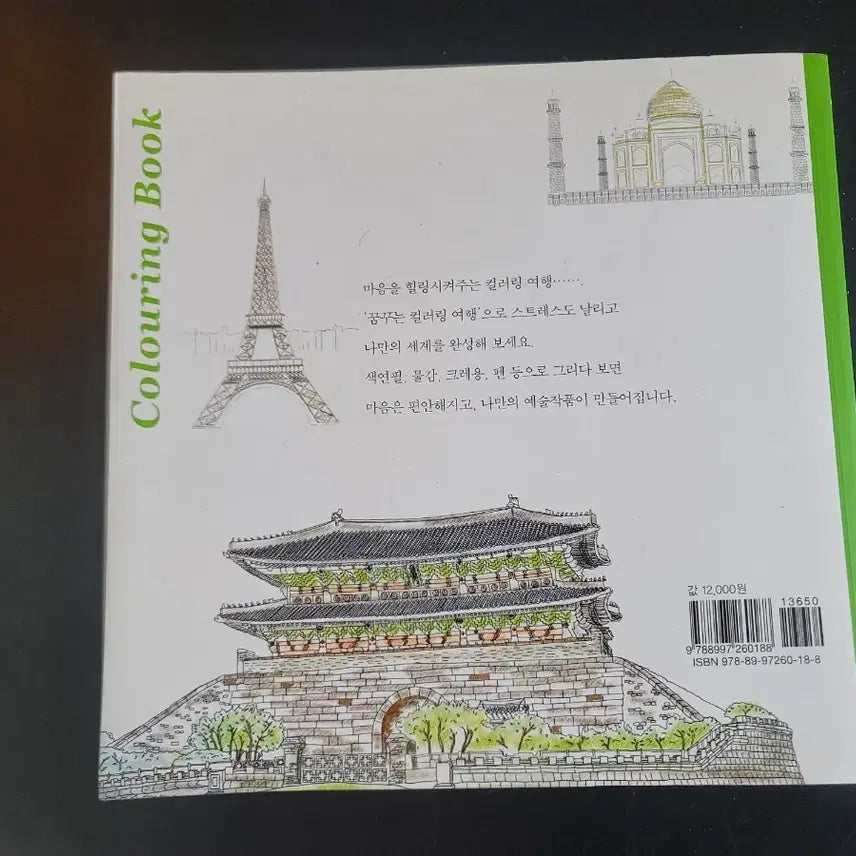 Colouring Book
마음을 힐링시켜주는 컬러링 여행…….
'꿈꾸는 컬러링 여행'으로 스트레스도 날리고
나만의 세계를 완성해 보세요.
색연필, 물감, 크레용, 펜 등으로 그리다 보면
마음은 편안해지고, 나만의 예술작품이 만들어집니다.
값 12,000원
13650
9 788997 260188
ISBN 978-89-97260-18-8